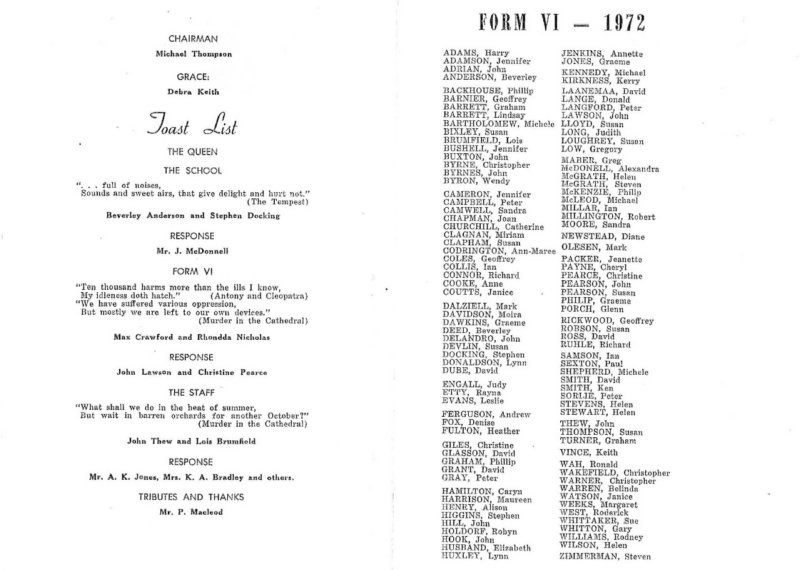 CHAIRMAN
Michael Thompson
GRACE:
Debra Keith
Toast List
THE QUEEN
THE SCHOOL
". . . full of noises,
Sounds and sweet airs, that give delight and hurt not."
(The Tempest)
Beverley Anderson and Stephen Docking
RESPONSE
Mr. J. McDonnell
FORM VI
"Ten thousand harms more than the ills I know,
My idleness doth hatch." (Antony and Cleopatra)
"We have suffered various oppression,
But mostly we are left to our own devices."
(Murder in the Cathedral)
Max Crawford and Rhondda Nicholas
RESPONSE
John Lawson and Christine Pearce
THE STAFF
"What shall we do in the heat of summer,
But wait in barren orchards for another October?"
(Murder in the Cathedral)
John Thew and Lois Brumfield
RESPONSE
Mr. A. K. Jones, Mrs. K. A. Bradley and others.
TRIBUTES AND THANKS
Mr. P. Macleod
FORM VI — 1972
ADAMS, Harry
ADAMSON, Jennifer
ADRIAN, John
ANDERSON, Beverley
BACKHOUSE, Phillip
BARNIER, Geoffrey
BARRETT, Graham
BARRETT, Lindsay
BARTHOLOMEW, Michele
BIXLEY, Susan
BRUMFIELD, Lois
BUSHELL, Jennifer
BUXTON, John
BYRNE, Christopher
BYRNES, John
BYRON, Wendy
CAMERON, Jennifer
CAMPBELL, Peter
CAMWELL, Sandra
CHAPMAN, Joan
CHURCHILL, Catherine
CLAGNAN, Miriam
CLAPHAM, Susan
CODRINGTON, Ann-Maree
COLES, Geoffrey
COLLIS, Ian
CONNOR, Richard
COOKE, Anne
COUTTS, Janice
DALZIELL, Mark
DAVIDSON, Moira
DAWKINS, Graeme
DEED, Beverley
DELANDRO, John
DEVLIN, Susan
DOCKING, Stephen
DONALDSON, Lynn
DUBE, David
ENGALL, Judy
ETTY, Rayna
EVANS, Leslie
FERGUSON, Andrew
FOX, Denise
FULTON, Heather
GILES, Christine
GLASSON, David
GRAHAM, Phillip
GRANT, David
GRAY, Peter
HAMILTON, Caryn
HARRISON, Maureen
HENRY, Alison
HIGGINS, Stephen
HILL, John
HOLDORF, Robyn
HOOK, John
HUSBAND, Elizabeth
HUXLEY, Lynn
JENKINS, Annette
JONES, Graeme
KENNEDY, Michael
KIRKNESS, Kerry
LAANEMAA, David
LANGE, Donald
LANGFORD, Peter
LAWSON, John
LLOYD, Susan
LONG, Judith
LOUGHREY, Susan
LOW, Gregory
MABER, Greg
McDONELL, Alexandra
McGRATH, Helen
McGRATH, Steven
McKENZIE, Philip
McLEOD, Michael
MILLAR, Ian
MILLINGTON, Robert
MOORE, Sandra
NEWSTEAD, Diane
OLESEN, Mark
PACKER, Jeanette
PAYNE, Cheryl
PEARCE, Christine
PEARSON, John
PEARSON, Susan
PHILIP, Graeme
PORCH, Glenn
RICKWOOD, Geoffrey
ROBSON, Susan
ROSS, David
RUHLE, Richard
SAMSON, Ian
SEXTON, Paul
SHEPHERD, Michele
SMITH, David
SMITH, Ken
SORLIE, Peter
STEVENS, Helen
STEWART, Helen
THEW, John
THOMPSON, Susan
TURNER, Graham
VINCE, Keith
WAH, Ronald
WAKEFIELD, Christopher
WARNER, Christopher
WARREN, Belinda
WATSON, Janice
WEEKS, Margaret
WEST, Roderick
WHITTAKER, Sue
WHITTON, Gary
WILLIAMS, Rodney
WILSON, Helen
ZIMMERMAN, Steven